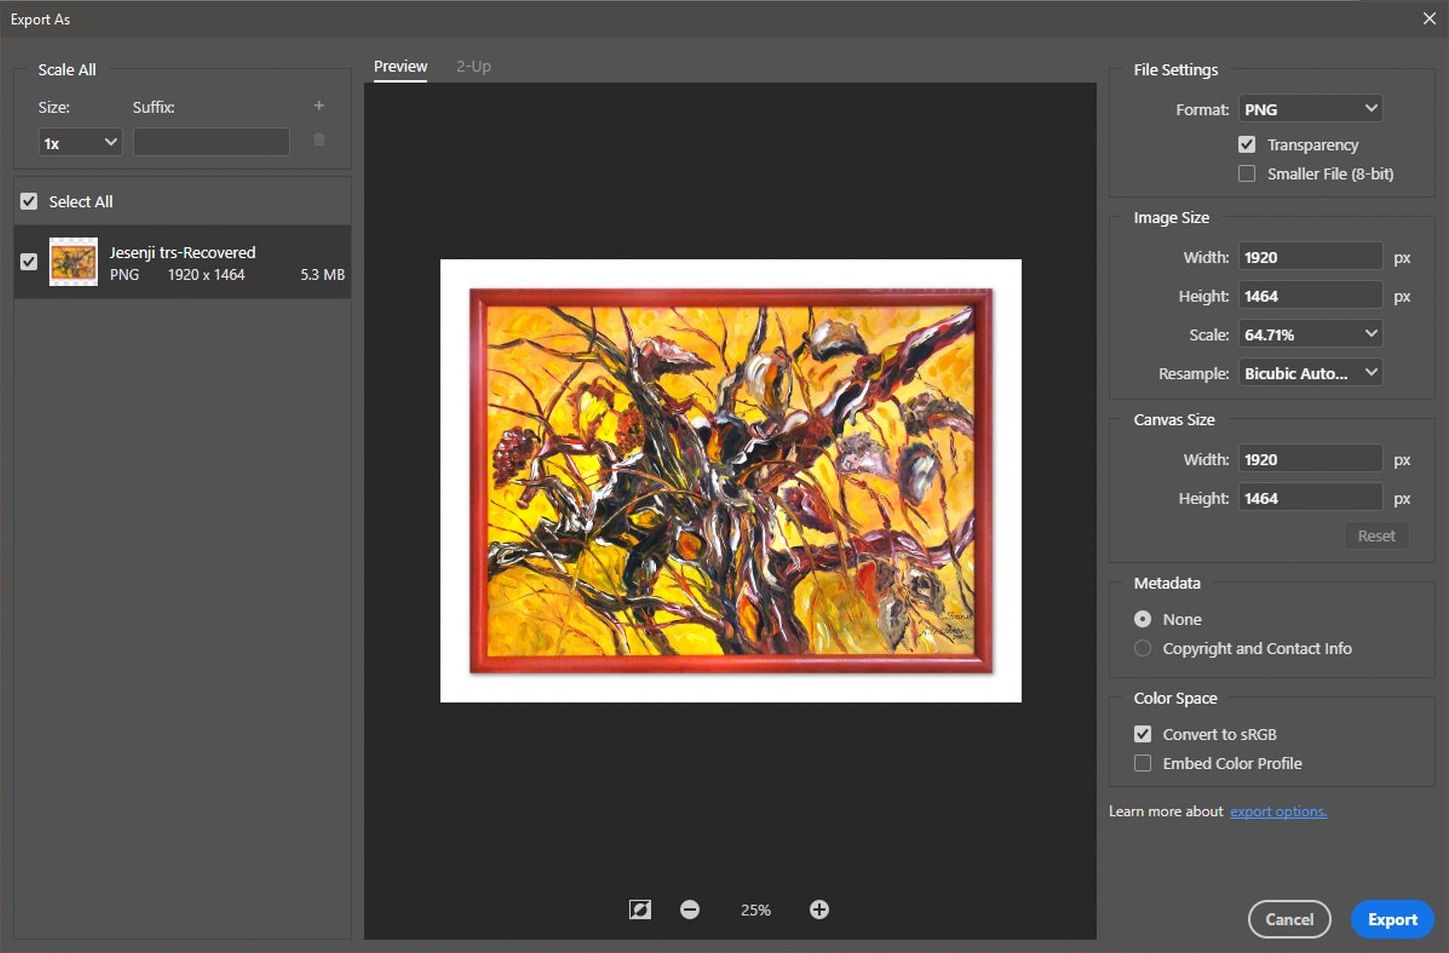 Export As
Scale All
Size:
Suffix:
1x
Select All
Jesenji trs-Recovered
PNG 1920 x 1464 5.3 MB
Preview 2-Up
25%
File Settings
Format: PNG
Transparency
Smaller File (8-bit)
Image Size
Width: 1920 px
Height: 1464 px
Scale: 64.71%
Resample: Bicubic Auto...
Canvas Size
Width: 1920 px
Height: 1464 px
Reset
Metadata
None
Copyright and Contact Info
Color Space
Convert to sRGB
Embed Color Profile
Learn more about export options.
Cancel Export